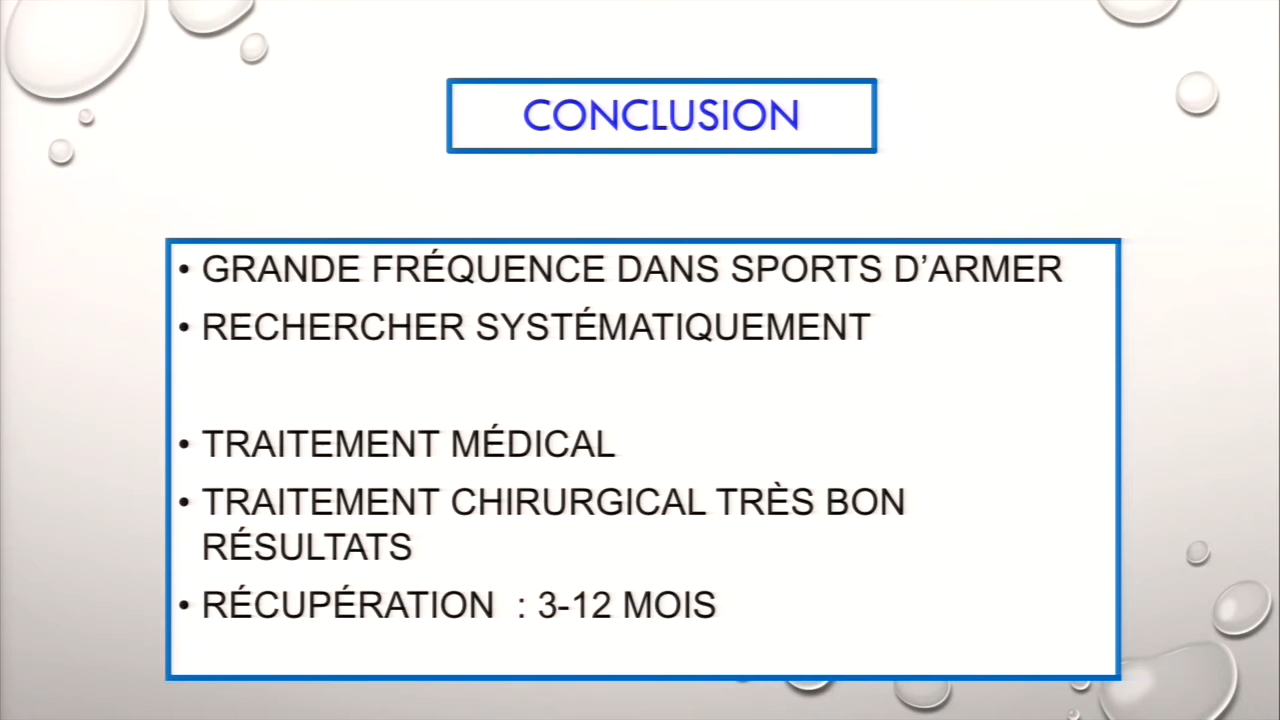 CONCLUSION
• GRANDE FRÉQUENCE DANS SPORTS D’ARMER
• RECHERCHER SYSTÉMATIQUEMENT
• TRAITEMENT MÉDICAL
• TRAITEMENT CHIRURGICAL TRÈS BON
RÉSULTATS
• RÉCUPÉRATION : 3-12 MOIS